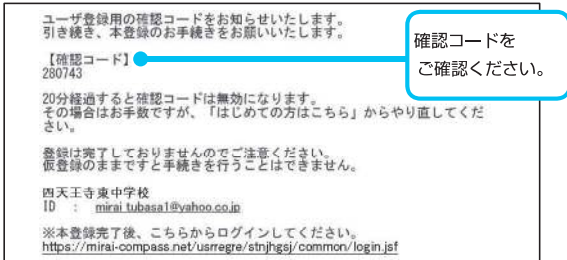 ユーザ登録用の確認コードをお知らせいたします。
引き続き、本登録のお手続きをお願いいたします。
【確認コード】
280743
確認コードを
ご確認ください。
20分経過すると確認コードは無効になります。
その場合はお手数ですが、「はじめての方はこちら」からやり直してくだ
さい。
登録は完了しておりませんのでご注意ください。
仮登録のままですと手続きを行うことはできません。
四天王寺東中学校
ID : mirai_tubasa1@yahoo.co.jp
※本登録完了後、こちらからログインしてください。
https://mirai-compass.net/usrregre/stnjhgsj/common/login.jsf